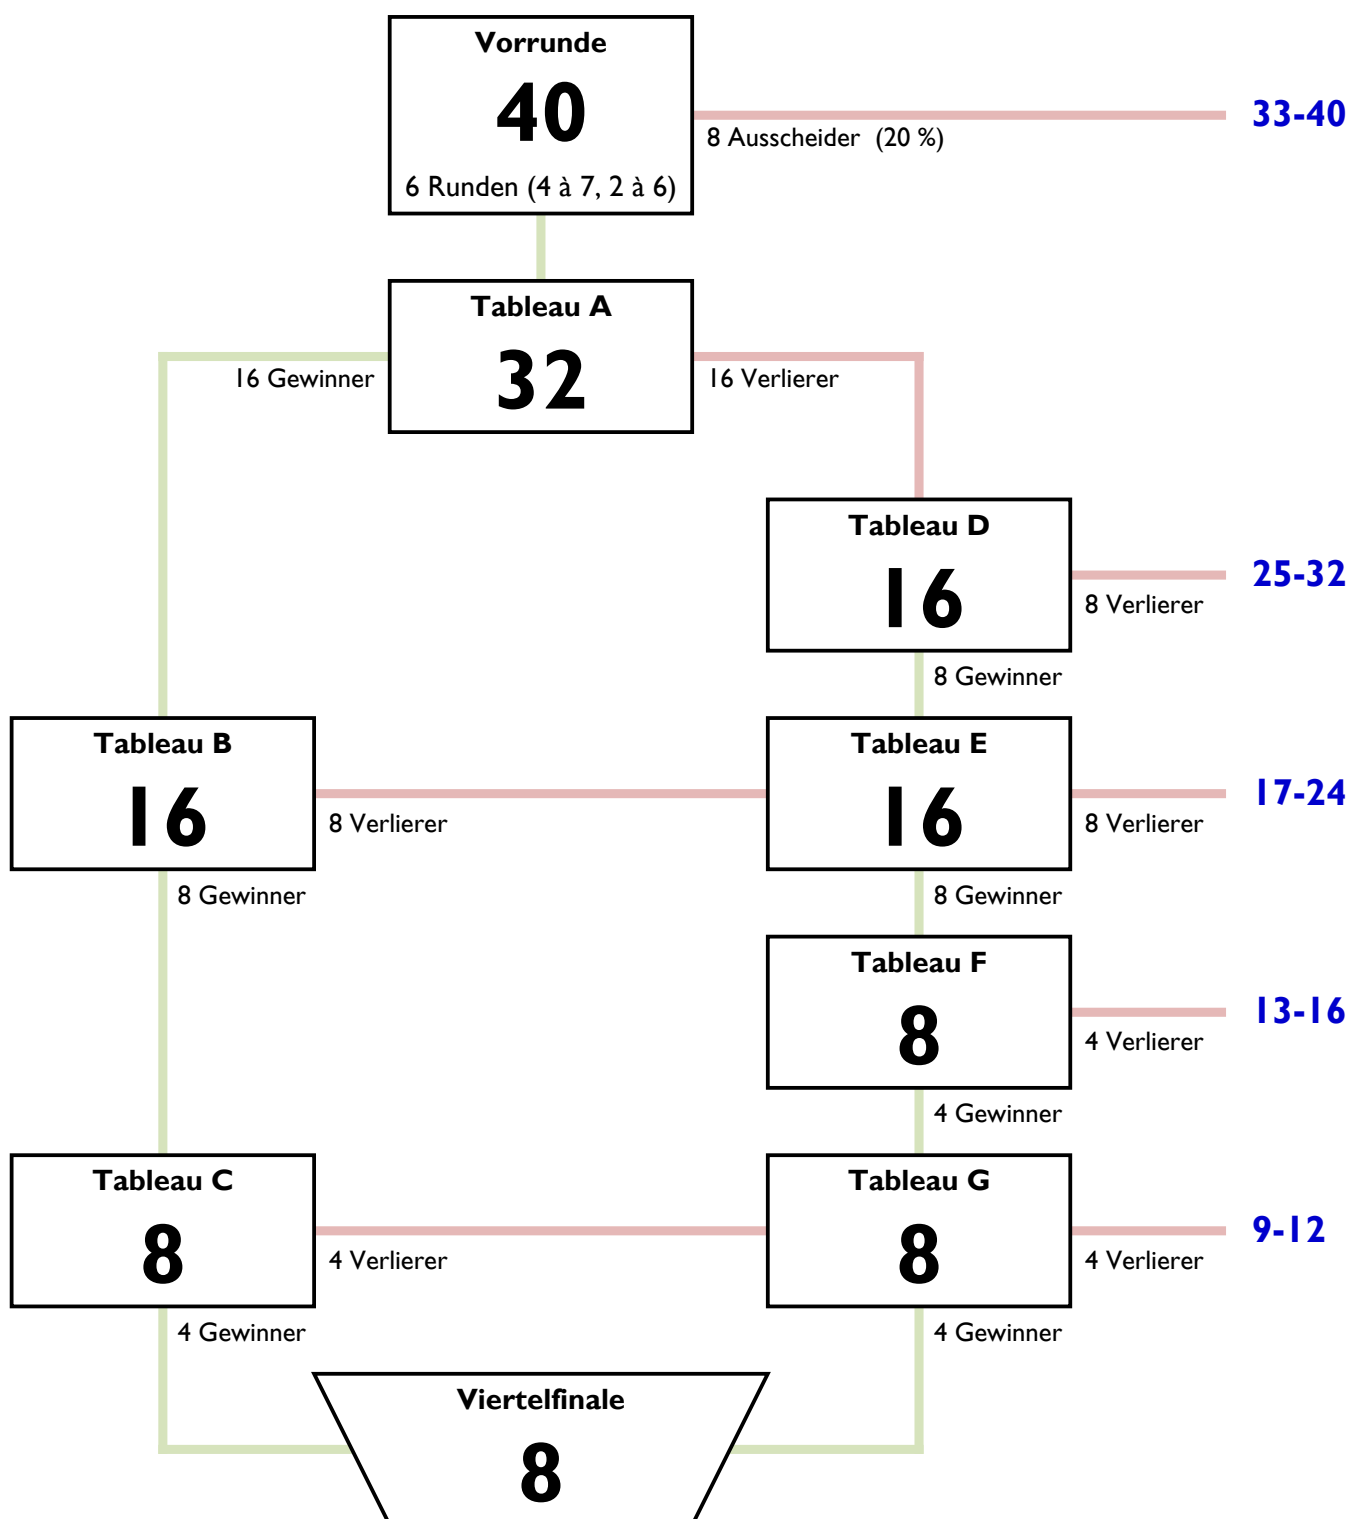 Vorrunde
40
6 Runden (4 à 7, 2 à 6)
8 Ausscheider (20 %)
33-40
Tableau A
32
16 Gewinner
16 Verlierer
Tableau D
16
8 Verlierer
25-32
8 Gewinner
Tableau B
16
8 Verlierer
8 Gewinner
Tableau E
16
8 Verlierer
17-24
8 Gewinner
Tableau F
8
4 Verlierer
13-16
4 Gewinner
Tableau C
8
4 Verlierer
4 Gewinner
Tableau G
8
4 Verlierer
9-12
4 Gewinner
Viertelfinale
8